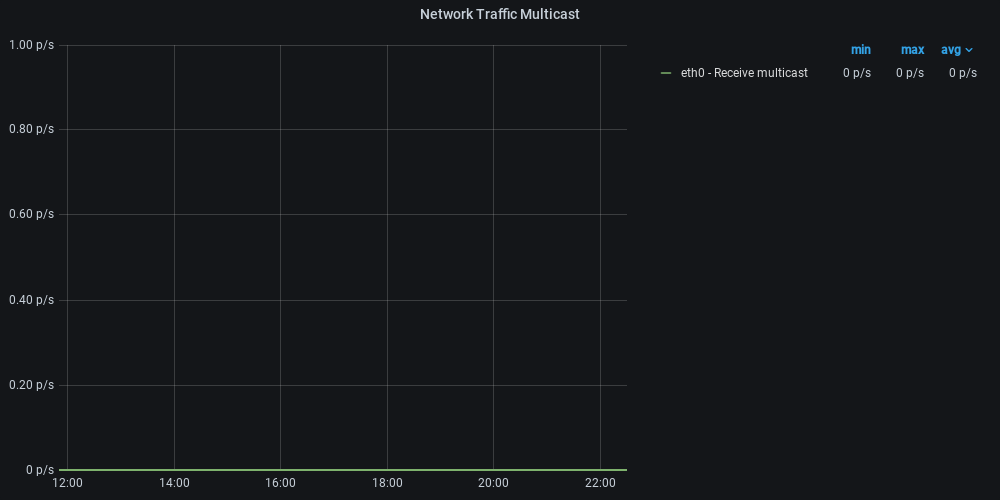 Network Traffic Multicast
1.00 p/s
0.80 p/s
0.60 p/s
0.40 p/s
0.20 p/s
0 p/s
12:00 14:00 16:00 18:00 20:00 22:00
min max avg
eth0 - Receive multicast 0 p/s 0 p/s 0 p/s